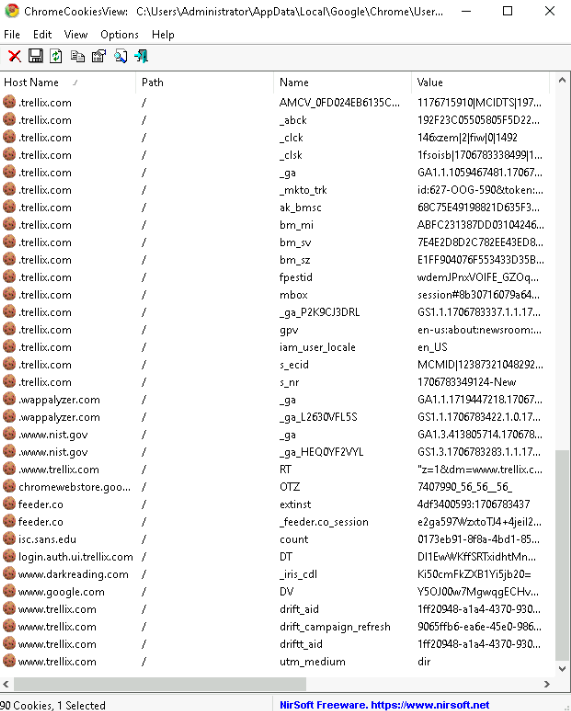 ChromeCookiesView: C:\Users\Administrator\AppData\Local\Google\Chrome\User...
File Edit View Options Help
Host Name / Path Name Value
.trellix.com / AMCV_0FD024EB6135C... 1176715910|MCIDTS|197...
.trellix.com / _abck 192F23C05505805F5D22...
.trellix.com / _clck 146xzem|2|fiw|0|1492
.trellix.com / _clsk 1fsoisb|1706783338499|1...
.trellix.com / _ga GA1.1.1059467481.17067...
.trellix.com / _mkto_trk id:627-OOG-590&token:...
.trellix.com / ak_bmsc 68C75E49198821D635F3...
.trellix.com / bm_mi ABFC231387DD03104246...
.trellix.com / bm_sv 7E4E2D8D2C782EE43ED8...
.trellix.com / bm_sz E1FF904076F553433D35B...
.trellix.com / fpestid wdemJPnxVOIFE_GZOq...
.trellix.com / mbox session#8b30716079a64...
.trellix.com / _ga_P2K9CJ3DRL GS1.1.1706783337.1.1.17...
.trellix.com / gpv en-us:about:newsroom:...
.trellix.com / iam_user_locale en_US
.trellix.com / s_ecid MCMID|12387321048292...
.trellix.com / s_nr 1706783349124-New
.wappalyzer.com / _ga GA1.1.1719447218.17067...
.wappalyzer.com / _ga_L2630VFL5S GS1.1.1706783422.1.0.17...
.www.nist.gov / _ga GA1.3.413805714.170678...
.www.nist.gov / _ga_HEQ0YF2VYL GS1.3.1706783283.1.1.17...
.www.trellix.com / RT "z=1&dm=www.trellix.c...
chromewebstore.goo... / OTZ 7407990_56_56__56_
feeder.co / extinst 4df3400593:1706783437
feeder.co / _feeder.co_session e2ga597WzxtoTJ4+4jeiI2...
isc.sans.edu / count 0173eb91-8f8a-4bd1-85...
login.auth.ui.trellix.com / DT DI1EwWKffSRTxidhtMn...
www.darkreading.com / _iris_cdl Ki50cmFkZXB1Yi5jb20=
www.google.com / DV Y5OJ00w7MgwqgECHv...
www.trellix.com / drift_aid 1ff20948-a1a4-4370-930...
www.trellix.com / drift_campaign_refresh 9065ffb6-ea6e-45e0-986...
www.trellix.com / driftt_aid 1ff20948-a1a4-4370-930...
www.trellix.com / utm_medium dir
90 Cookies, 1 Selected NirSoft Freeware. https://www.nirsoft.net